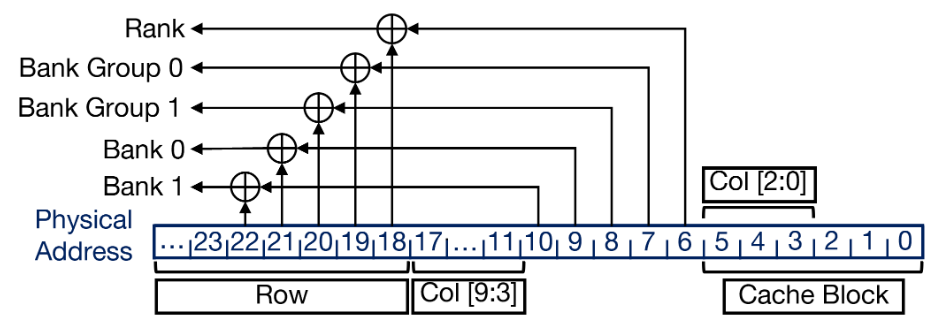 Rank
Bank Group 0
Bank Group 1
Bank 0
Bank 1
Col [2:0]
Physical
Address
... 23 22 21 20 19 18 17 ... 11 10 9 8 7 6 5 4 3 2 1 0
Row
Col [9:3]
Cache Block